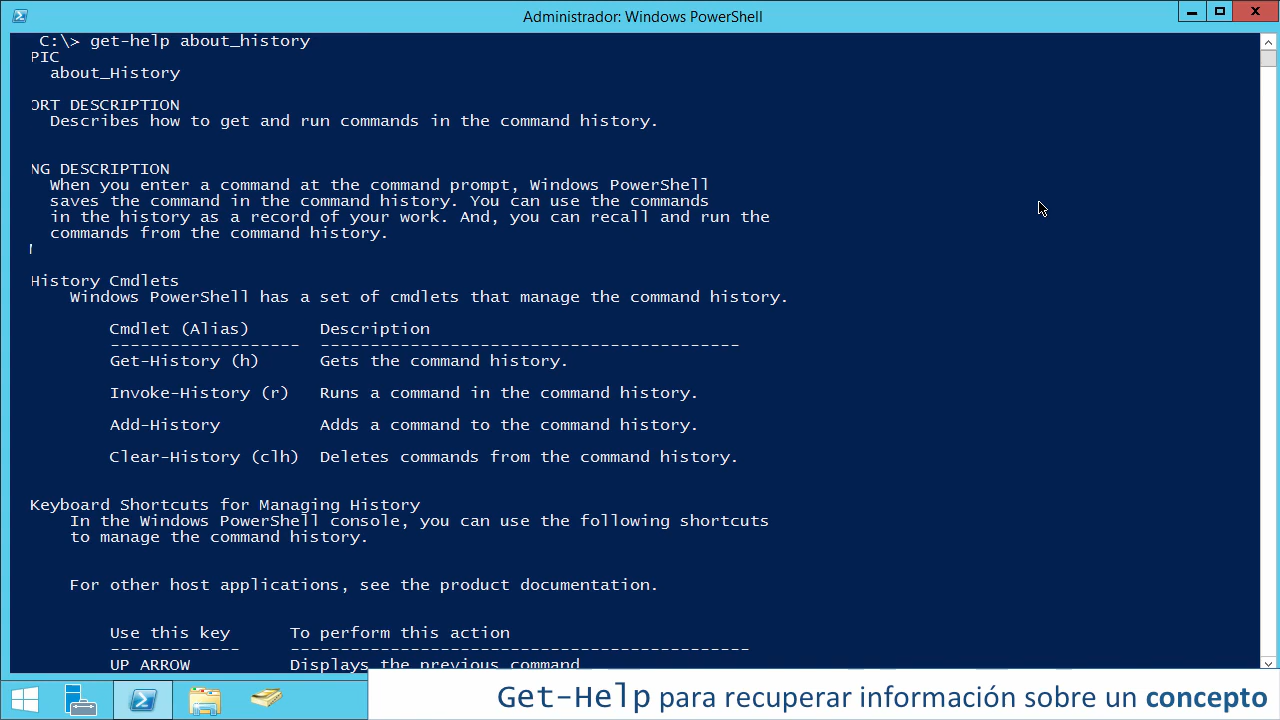 Administrador: Windows PowerShell
C:\> get-help about_history
PIC
about_History
ORT DESCRIPTION
Describes how to get and run commands in the command history.
NG DESCRIPTION
When you enter a command at the command prompt, Windows PowerShell
saves the command in the command history. You can use the commands
in the history as a record of your work. And, you can recall and run the
commands from the command history.
History Cmdlets
Windows PowerShell has a set of cmdlets that manage the command history.
Cmdlet (Alias) Description
------------------- ------------------------------------------
Get-History (h) Gets the command history.
Invoke-History (r) Runs a command in the command history.
Add-History Adds a command to the command history.
Clear-History (clh) Deletes commands from the command history.
Keyboard Shortcuts for Managing History
In the Windows PowerShell console, you can use the following shortcuts
to manage the command history.
For other host applications, see the product documentation.
Use this key To perform this action
------------- ----------------------------------------------
UP ARROW Displays the previous command
Get-Help para recuperar información sobre un concepto